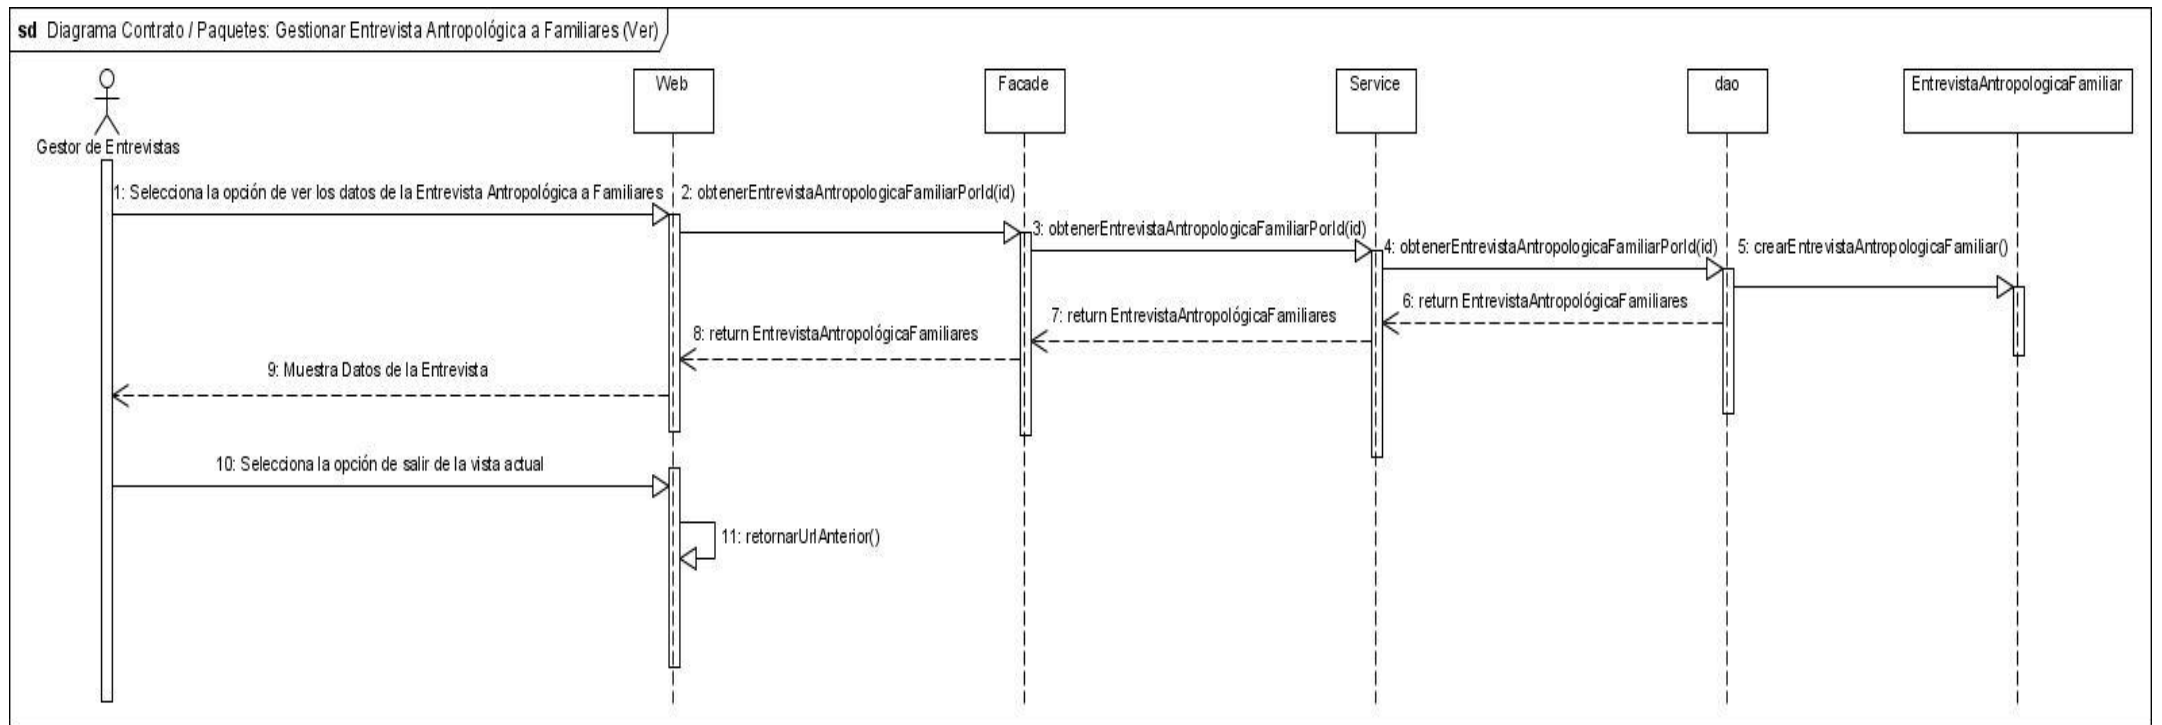 sd Diagrama Contrato / Paquetes: Gestionar Entrevista Antropológica a Familiares (Ver)
Gestor de Entrevistas
Web
Facade
Service
dao
EntrevistaAntropologicaFamiliar
1: Selecciona la opción de ver los datos de la Entrevista Antropológica a Familiares
2: obtenerEntrevistaAntropologicaFamiliarPorId(id)
3: obtenerEntrevistaAntropologicaFamiliarPorId(id)
4: obtenerEntrevistaAntropologicaFamiliarPorId(id)
5: crearEntrevistaAntropologicaFamiliar()
6: return EntrevistaAntropológicaFamiliares
7: return EntrevistaAntropológicaFamiliares
8: return EntrevistaAntropológicaFamiliares
9: Muestra Datos de la Entrevista
10: Selecciona la opción de salir de la vista actual
11: retornarUrlAnterior()